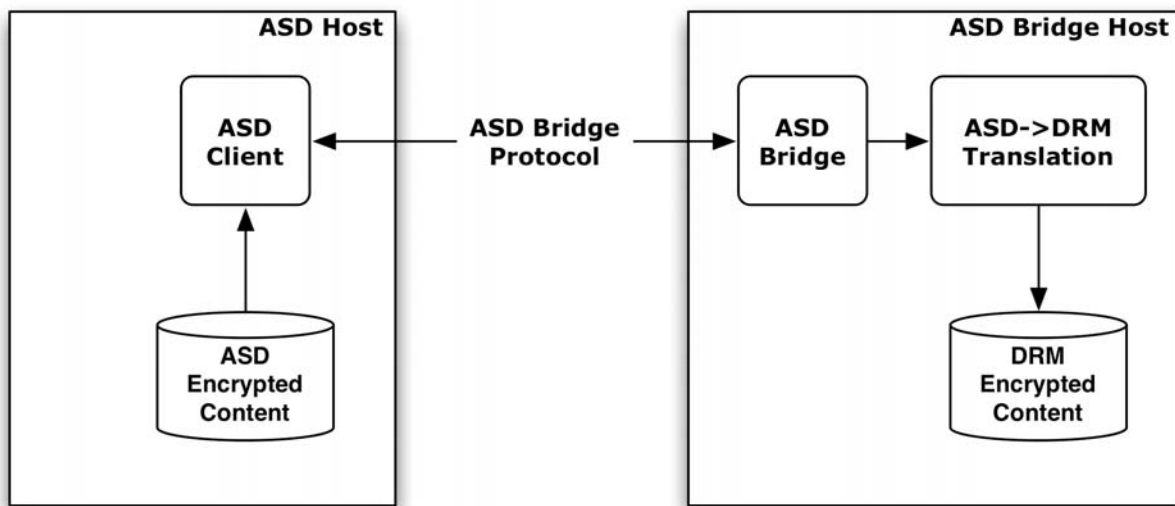 ASD Host
ASD
Client
ASD
Encrypted
Content
ASD Bridge
Protocol
ASD Bridge Host
ASD
Bridge
ASD->DRM
Translation
DRM
Encrypted
Content